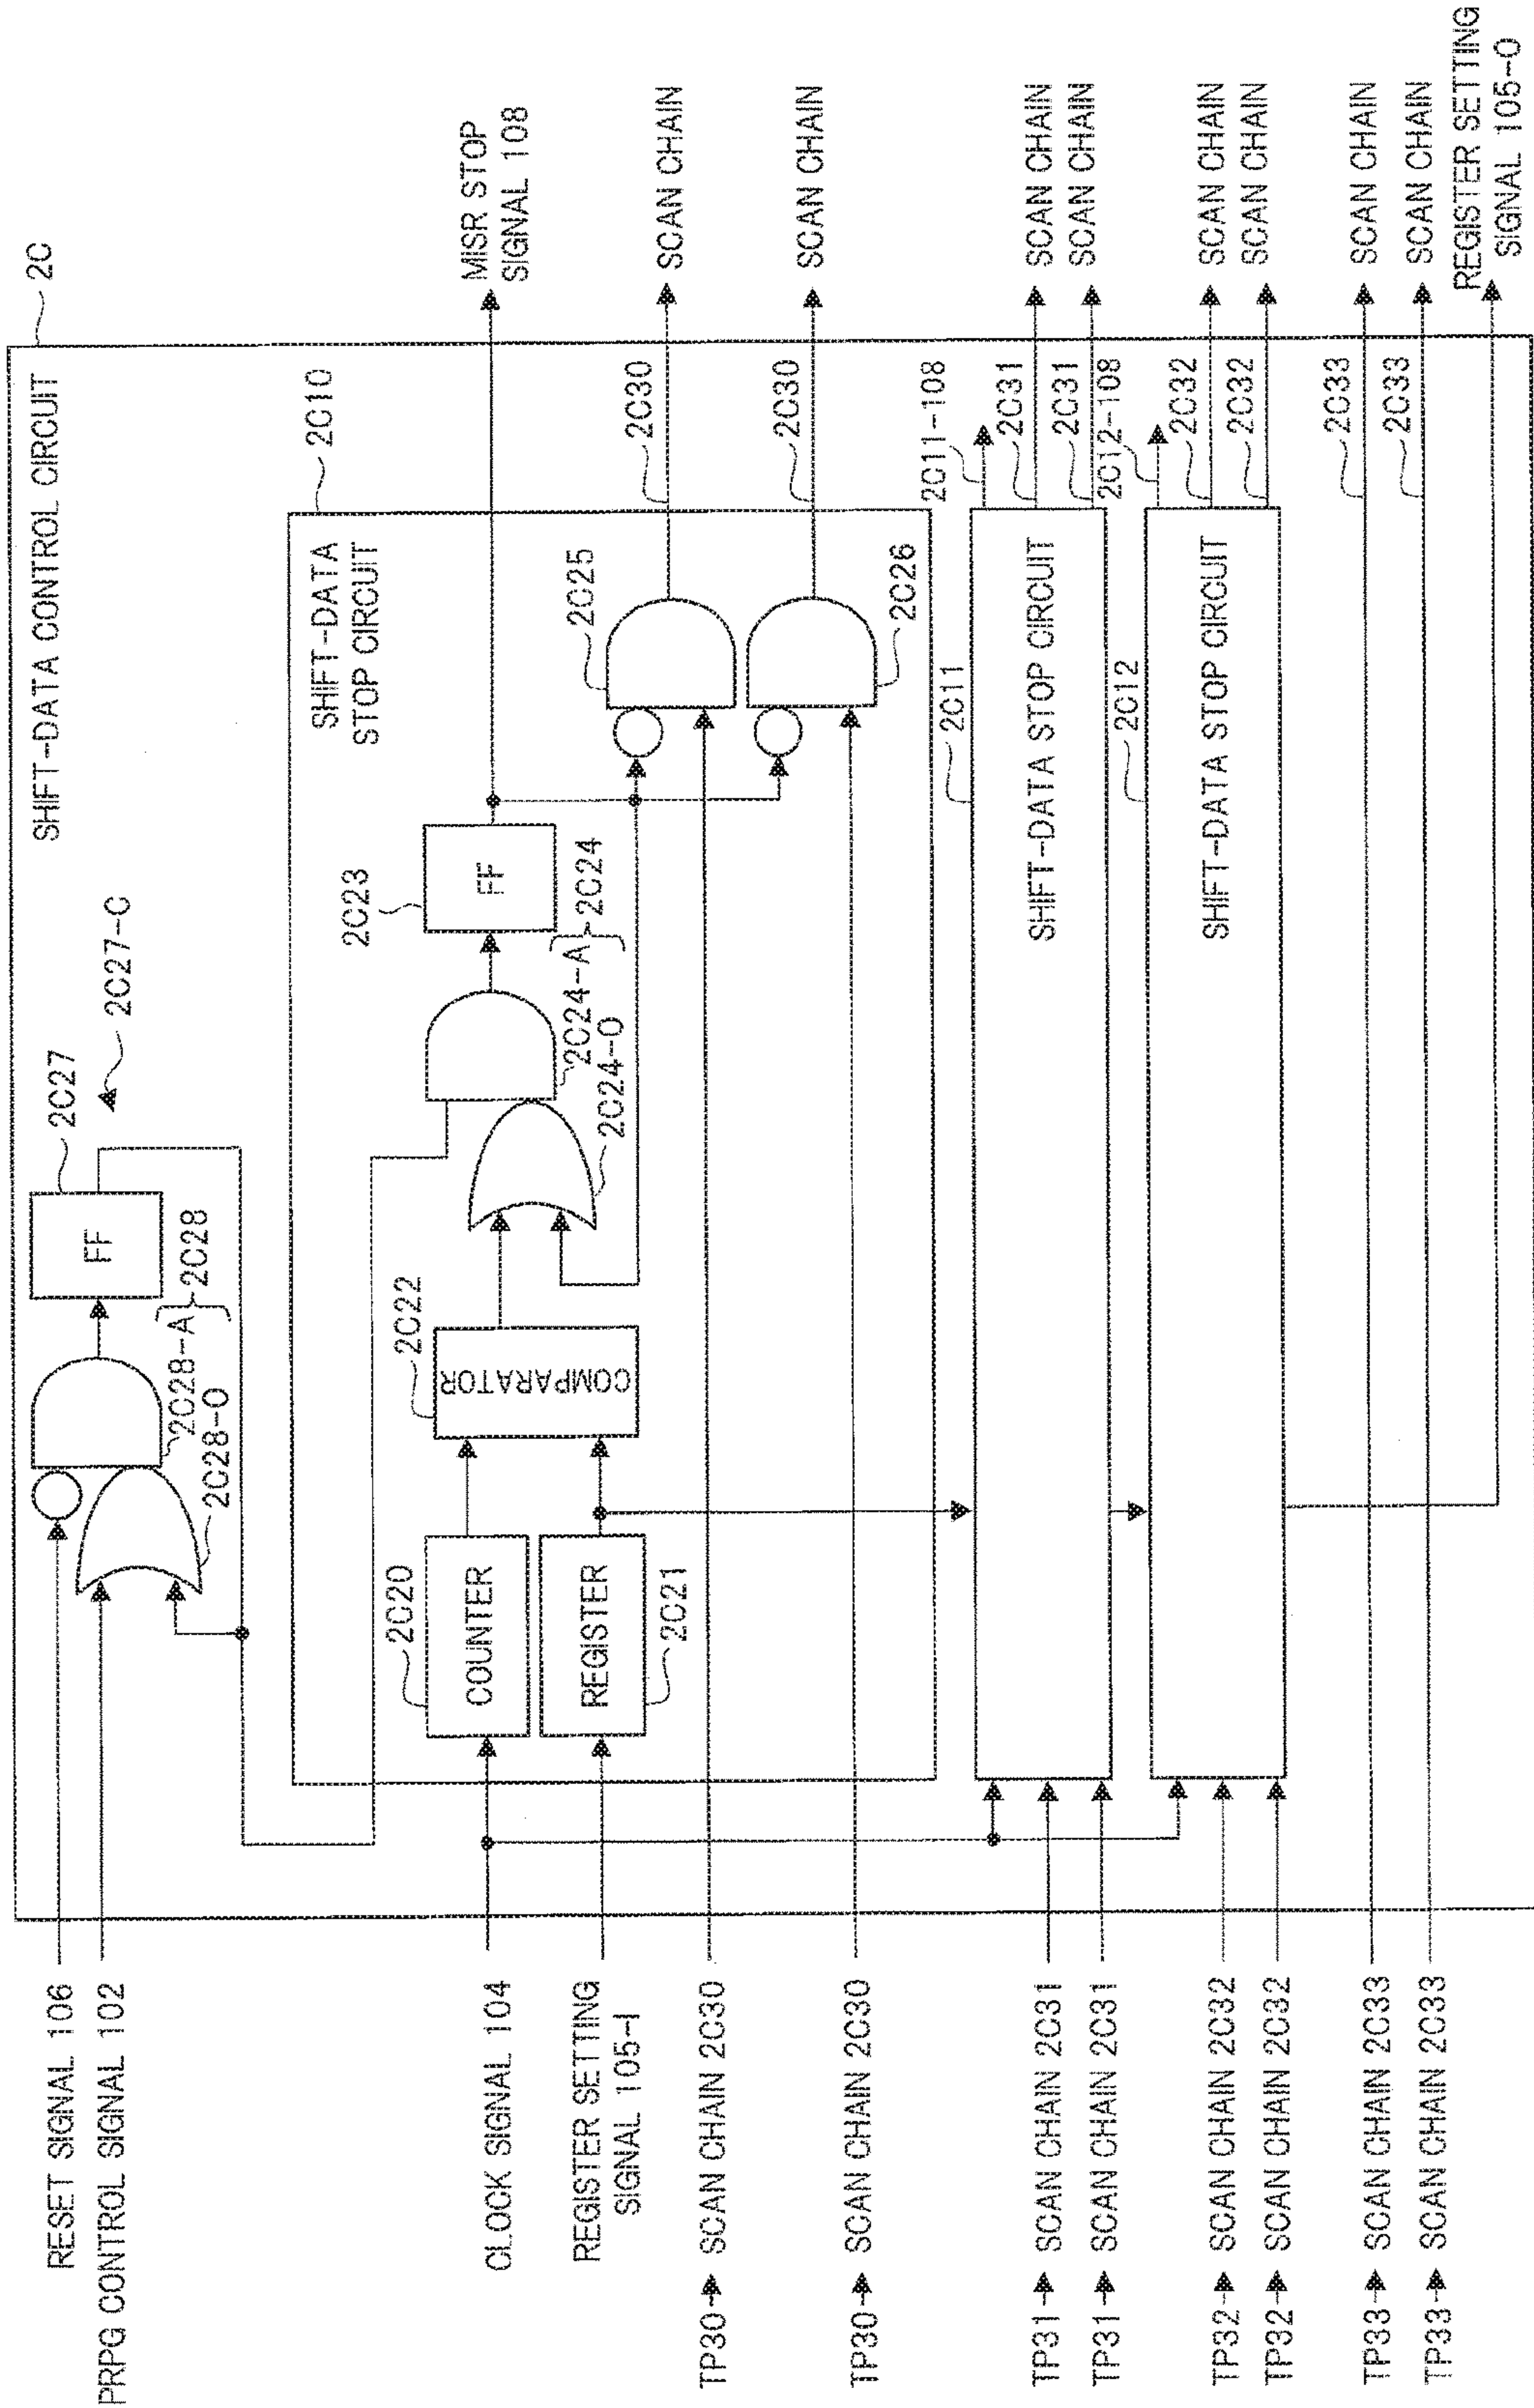 SHIFT-DATA CONTROL CIRCUIT
2C
RESET SIGNAL 106
PRPG CONTROL SIGNAL 102
FF
2C27
2C27-C
2C28-A
2C28
2C28-O
SHIFT-DATA
STOP CIRCUIT
2C10
CLOCK SIGNAL 104
REGISTER SETTING
SIGNAL 105-I
COUNTER
2C20
REGISTER
2C21
COMPARATOR
2C22
FF
2C23
2C24-A
2C24
2C24-O
2C25
2C26
MISR STOP
SIGNAL 108
TP30 SCAN CHAIN 2C30
2C30
SCAN CHAIN
TP30 SCAN CHAIN 2C30
2C30
SCAN CHAIN
2C11
SHIFT-DATA STOP CIRCUIT
2C11-108
TP31 SCAN CHAIN 2C31
2C31
SCAN CHAIN
TP31 SCAN CHAIN 2C31
2C31
SCAN CHAIN
2C12
SHIFT-DATA STOP CIRCUIT
2C12-108
TP32 SCAN CHAIN 2C32
2C32
SCAN CHAIN
TP32 SCAN CHAIN 2C32
2C32
SCAN CHAIN
TP33 SCAN CHAIN 2C33
2C33
SCAN CHAIN
TP33 SCAN CHAIN 2C33
2C33
SCAN CHAIN
REGISTER SETTING
SIGNAL 105-O